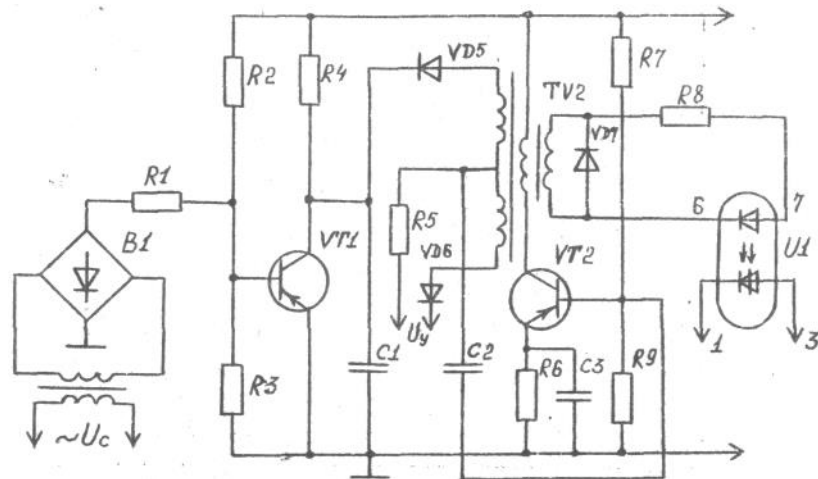 VD5
R2
R4
R7
TV2
R8
VD7
R1
6
7
B1
R5
VT1
VD6
VT2
U1
Uy
1
3
C1
C2
R6
C3
R9
R3
~Uc